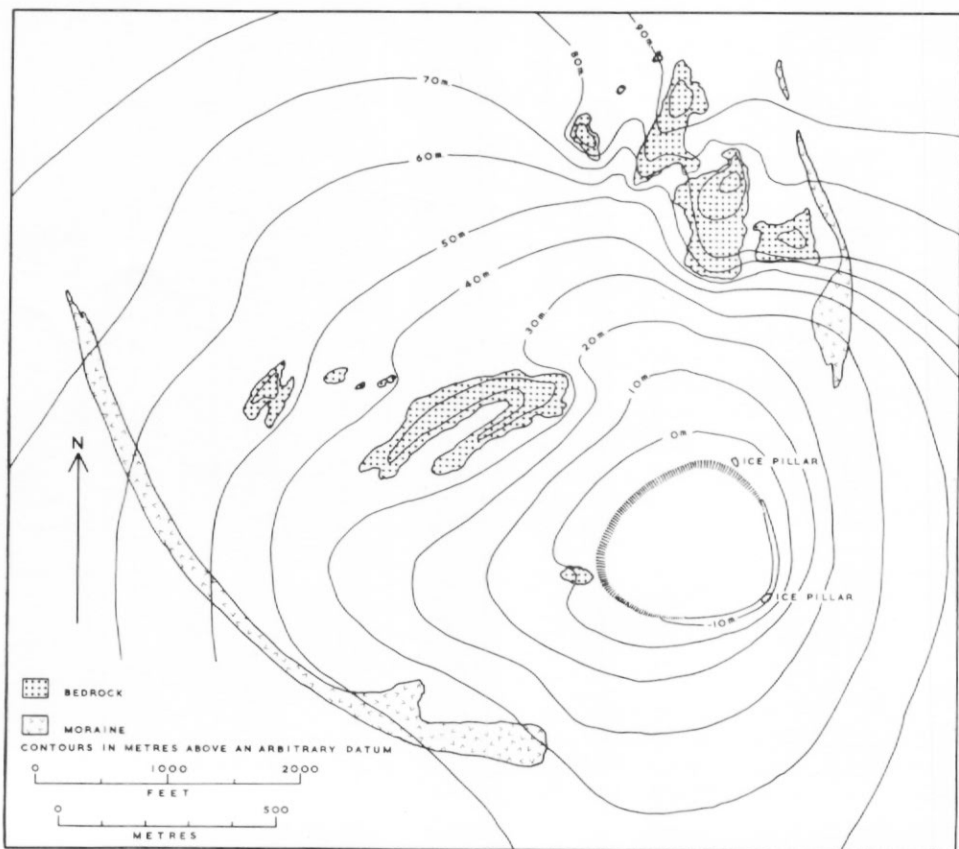 80m
90m
70m
60m
50m
40m
30m
20m
10m
0m
ICE PILLAR
N
ICE PILLAR
-10m
BEDROCK
MORAINE
CONTOURS IN METRES ABOVE AN ARBITRARY DATUM
0 1000 2000
FEET
0 500
METRES